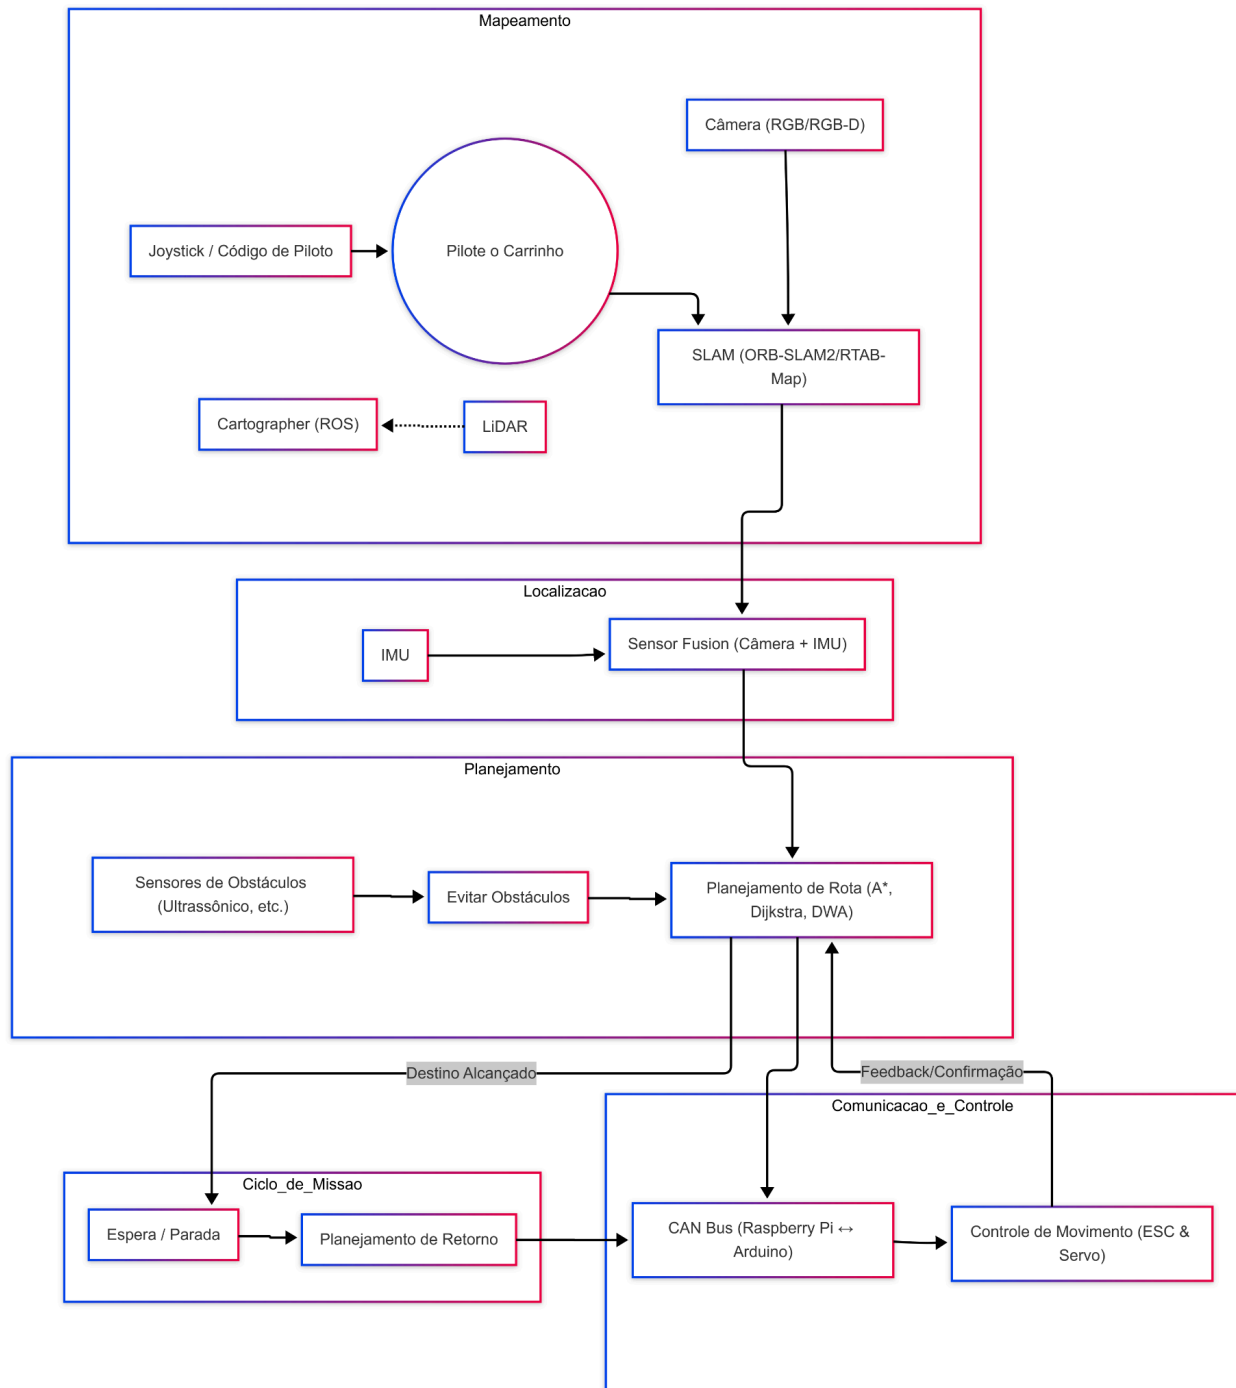 Mapeamento
Câmera (RGB/RGB-D)
Joystick / Código de Piloto
Pilote o Carrinho
SLAM (ORB-SLAM2/RTAB-
Map)
Cartographer (ROS)
LiDAR
Localizacao
IMU
Sensor Fusion (Câmera + IMU)
Planejamento
Sensores de Obstáculos
(Ultrassônico, etc.)
Evitar Obstáculos
Planejamento de Rota (A*,
Dijkstra, DWA)
Destino Alcançado
Feedback/Confirmação
Comunicacao_e_Controle
Ciclo_de_Missao
Espera / Parada
Planejamento de Retorno
CAN Bus (Raspberry Pi ↔
Arduino)
Controle de Movimento (ESC &
Servo)